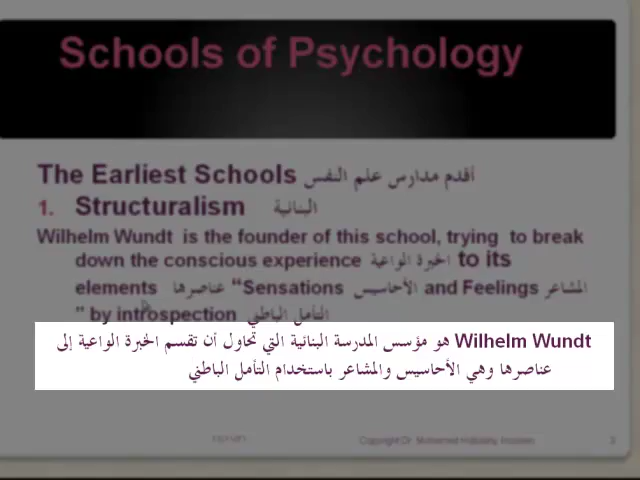 Schools of Psychology
The Earliest Schools أقدم مدارس علم النفس
1. Structuralism البنائية
Wilhelm Wundt is the founder of this school, trying to break
down the conscious experience الخبرة الواعية to its
elements عناصرها “Sensations الأحاسيس and Feelings المشاعر
” by introspection التأمل الباطني
Wilhelm Wundt هو مؤسس المدرسة البنائية التي تحاول أن تقسم الخبرة الواعية إلى
عناصرها وهي الأحاسيس والمشاعر باستخدام التأمل الباطني
Copyright Dr. Mohamed